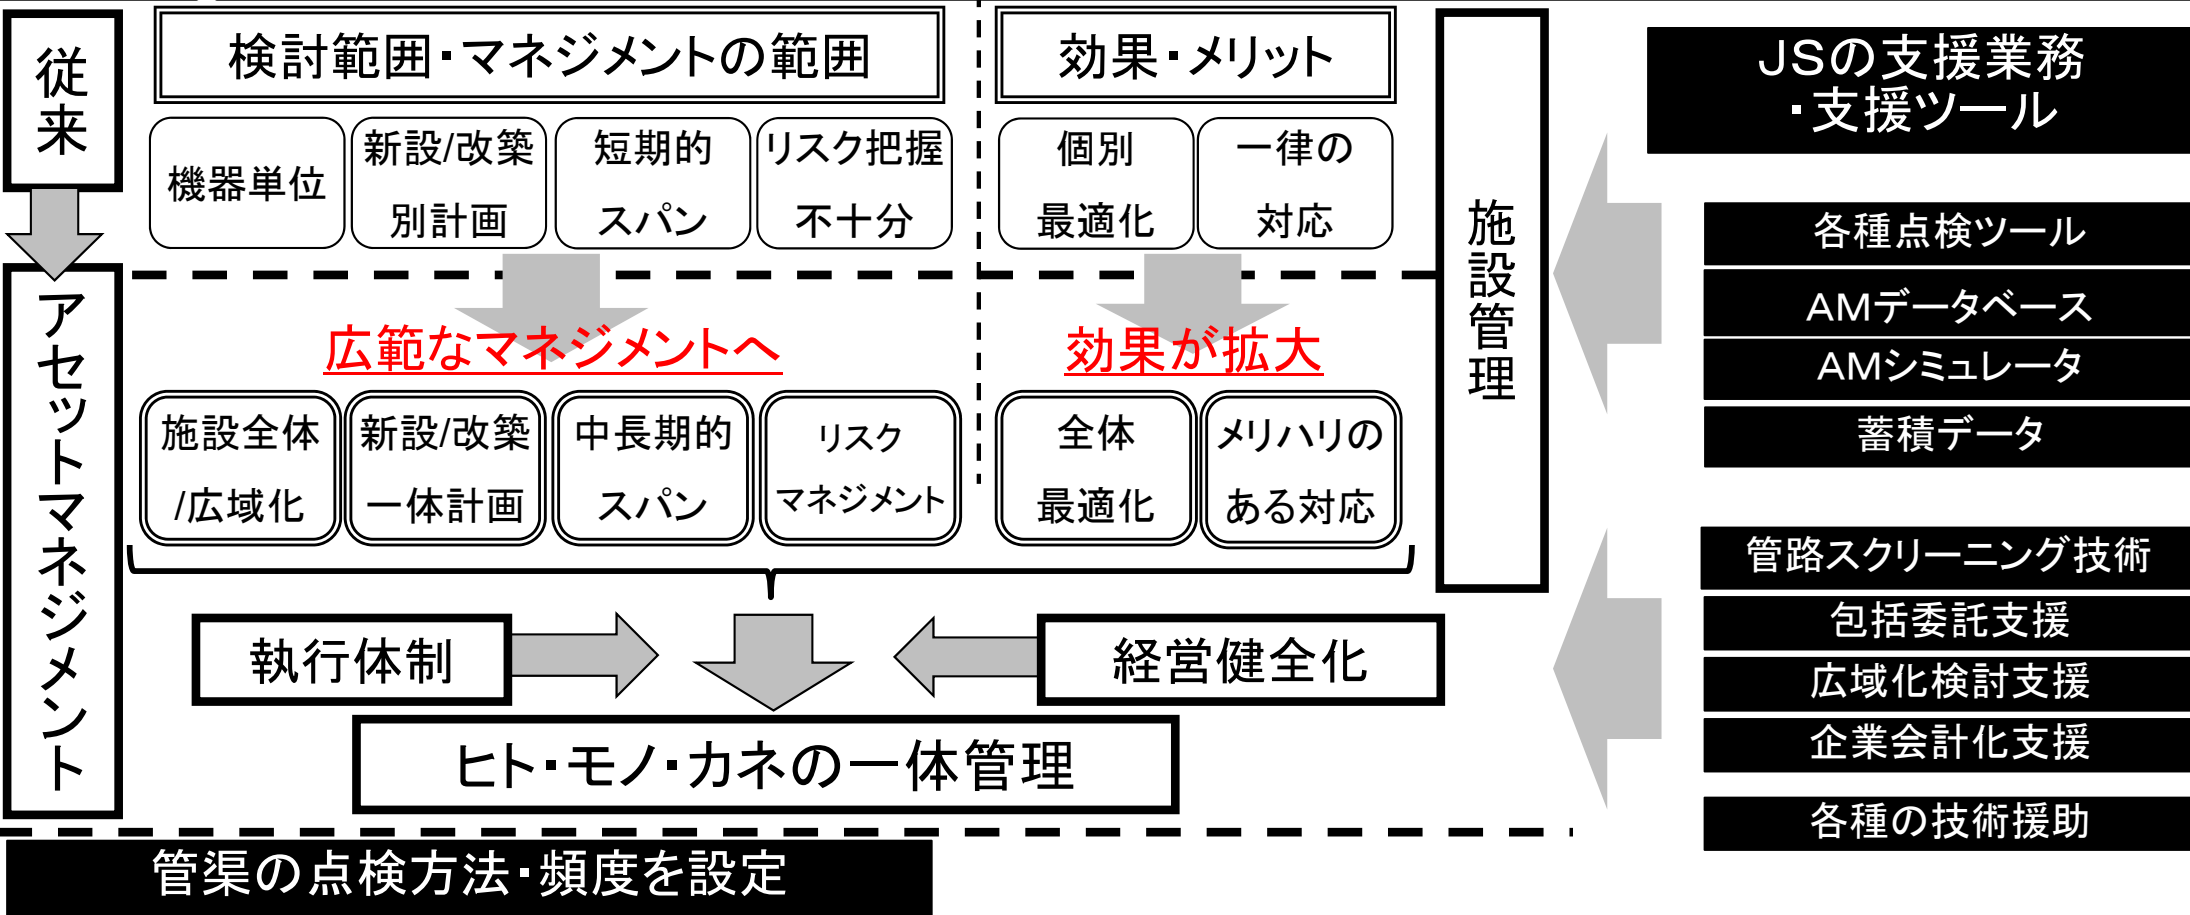 従来
検討範囲・マネジメントの範囲
効果・メリット
機器単位
新設/改築
別計画
短期的
スパン
リスク把握
不十分
個別
最適化
一律の
対応
アセットマネジメント
広範なマネジメントへ
効果が拡大
施設全体
/広域化
新設/改築
一体計画
中長期的
スパン
リスク
マネジメント
全体
最適化
メリハリの
ある対応
施設管理
執行体制
経営健全化
ヒト・モノ・カネの一体管理
管渠の点検方法・頻度を設定
JSの支援業務
・支援ツール
各種点検ツール
AMデータベース
AMシミュレータ
蓄積データ
管路スクリーニング技術
包括委託支援
広域化検討支援
企業会計化支援
各種の技術援助